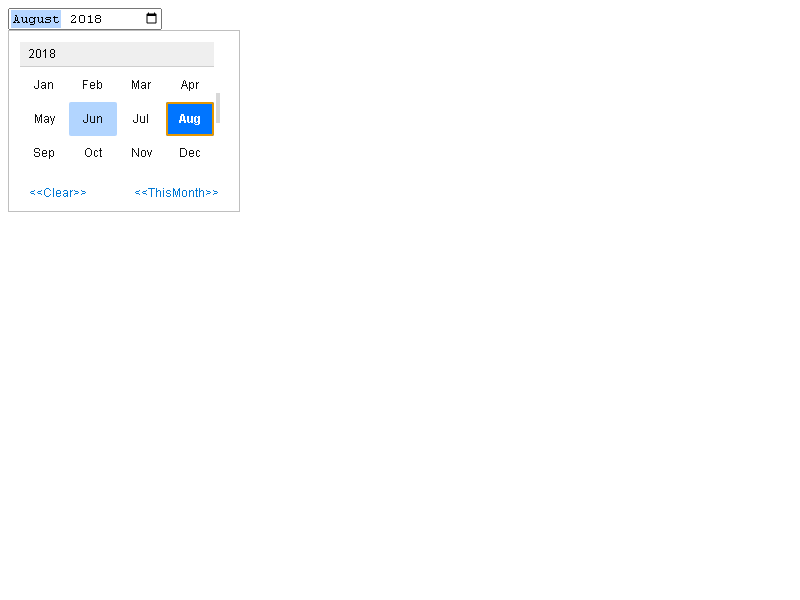 August 2018
2018
Jan Feb Mar Apr
May Jun Jul Aug
Sep Oct Nov Dec
<<Clear>> <<ThisMonth>>